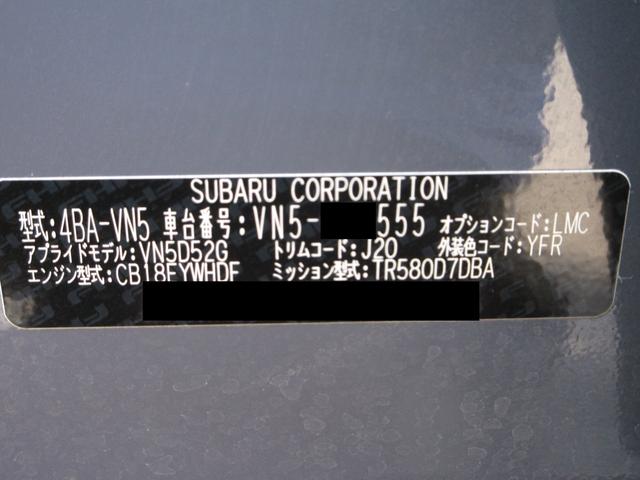 SUBARU CORPORATION
型式:4BA-VN5 車台番号:VN5- 555 オプションコード:LMC
アプライドモデル:VN5D52G トリムコード:J20 外装色コード:YFR
エンジン型式:CB18FYWHDF ミッション型式:TR580D7DBA